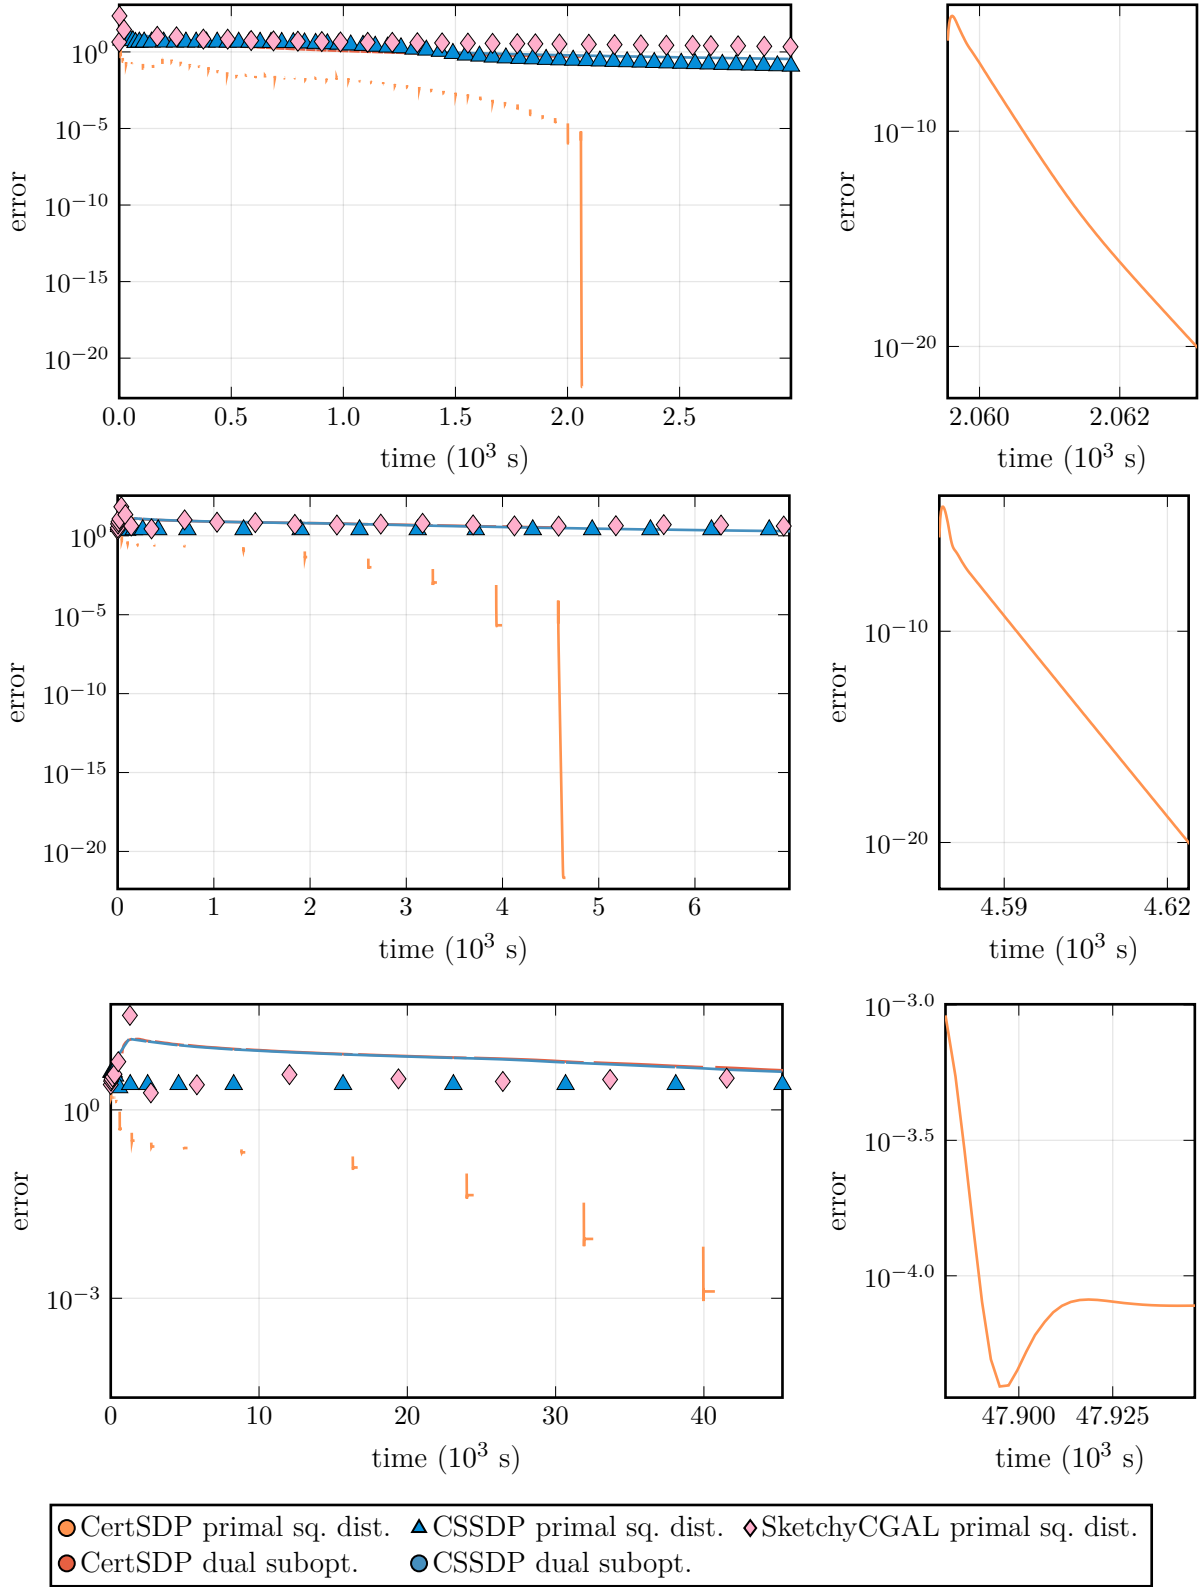 10^0
10^−5
10^−10
10^−15
10^−20
error
0.0 0.5 1.0 1.5 2.0 2.5
time (10^3 s)
10^−10
10^−20
error
2.060 2.062
time (10^3 s)
10^0
10^−5
10^−10
10^−15
10^−20
error
0 1 2 3 4 5 6
time (10^3 s)
10^−10
10^−20
error
4.59 4.62
time (10^3 s)
10^0
10^−3
error
0 10 20 30 40
time (10^3 s)
10^−3.0
10^−3.5
10^−4.0
error
47.900 47.925
time (10^3 s)
CertSDP primal sq. dist. CSSDP primal sq. dist. SketchyCGAL primal sq. dist.
CertSDP dual subopt. CSSDP dual subopt.